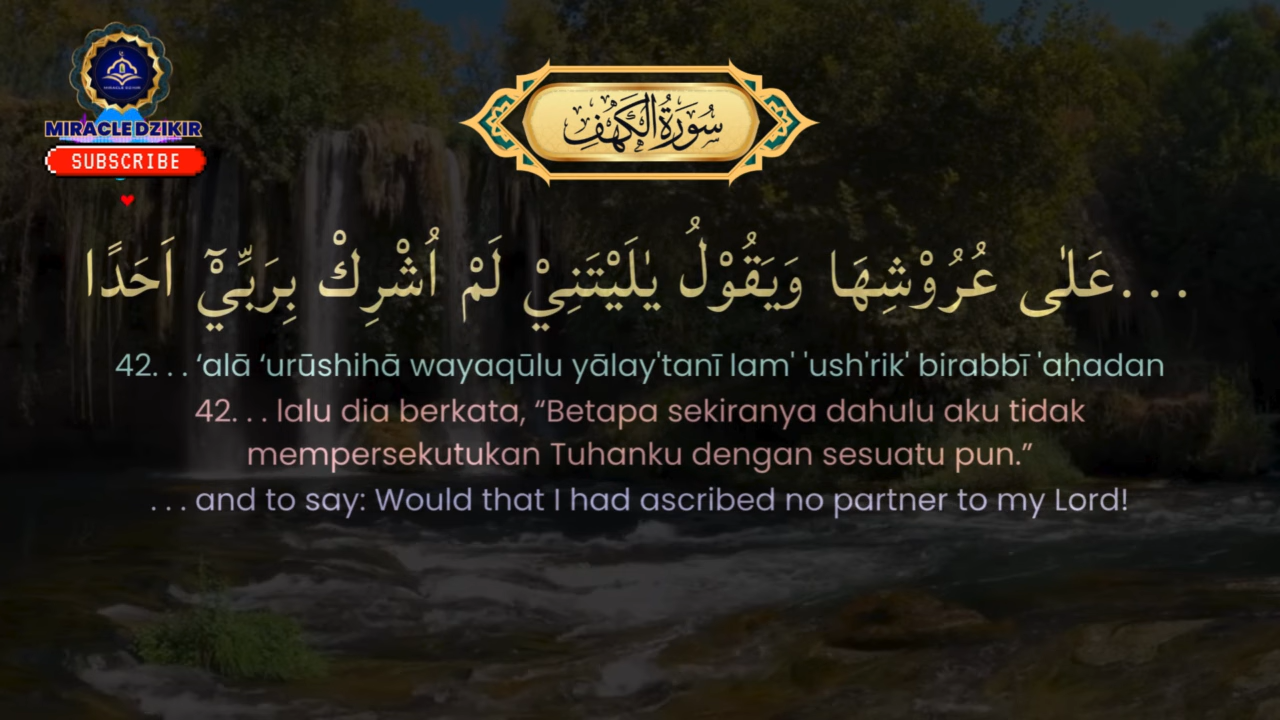 MIRACLE DZIKIR
SUBSCRIBE
سُورَةُ الكَهْفِ
...عَلٰى عُرُوْشِهَا وَيَقُوْلُ يٰلَيْتَنِيْ لَمْ اُشْرِكْ بِرَبِّيْٓ اَحَدًا
42. . . ‘alā ‘urūshihā wayaqūlu yālay'tanī lam' 'ush'rik' birabbī 'aḥadan
42. . . lalu dia berkata, “Betapa sekiranya dahulu aku tidak
mempersekutukan Tuhanku dengan sesuatu pun.”
. . . and to say: Would that I had ascribed no partner to my Lord!